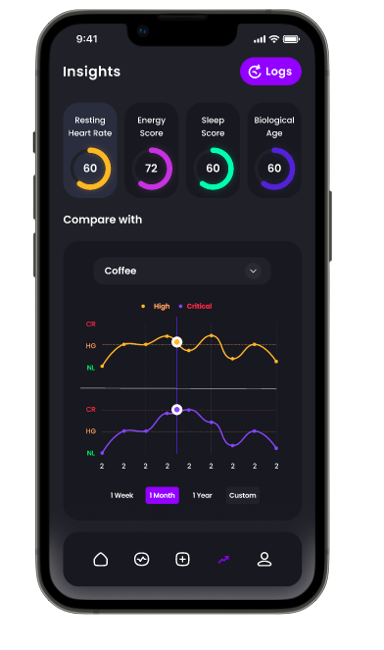 9:41
Insights
Logs
Resting
Heart Rate
60
Energy
Score
72
Sleep
Score
60
Biological
Age
60
Compare with
Coffee
High
Critical
CR
HG
NL
CR
HG
NL
2 2 2 2 2 2 2 2 2
1 Week 1 Month 1 Year Custom